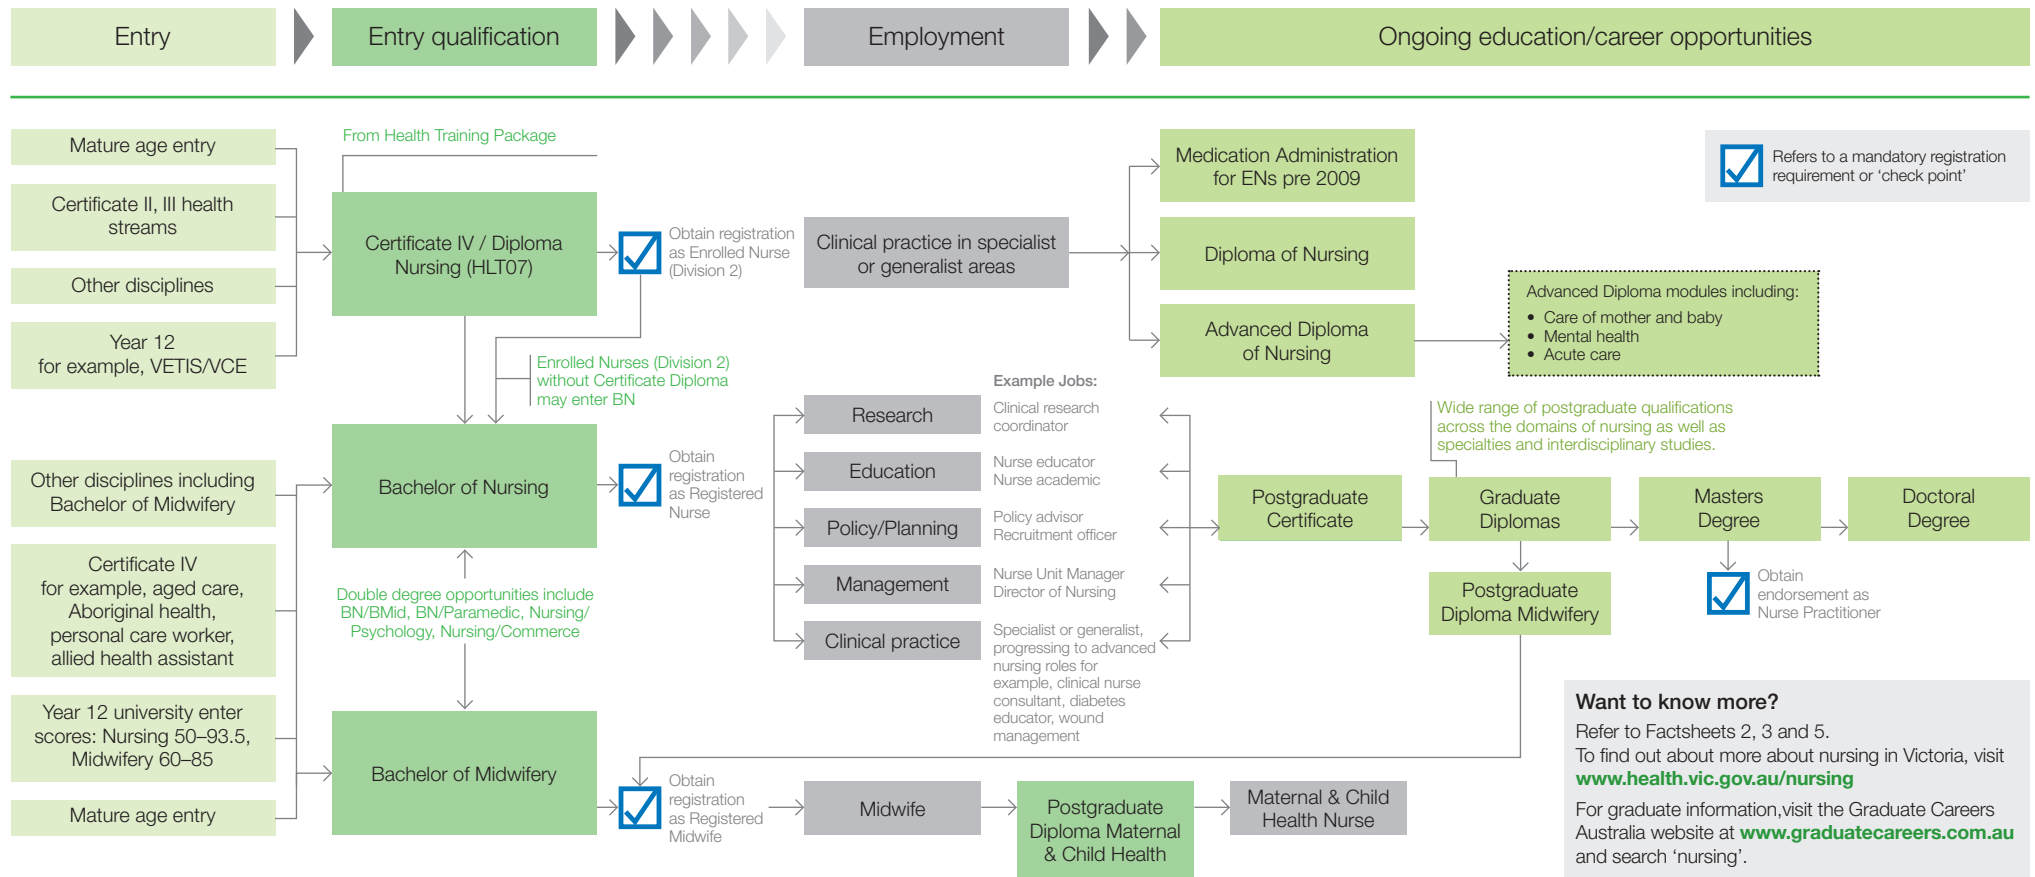 Entry
Entry qualification
Employment
Ongoing education/career opportunities
Mature age entry
Certificate II, III health
streams
Other disciplines
Year 12
for example, VETIS/VCE
From Health Training Package
Certificate IV / Diploma
Nursing (HLT07)
Obtain registration
as Enrolled Nurse
(Division 2)
Enrolled Nurses (Division 2)
without Certificate Diploma
may enter BN
Clinical practice in specialist
or generalist areas
Medication Administration
for ENs pre 2009
Diploma of Nursing
Advanced Diploma
of Nursing
Advanced Diploma modules including:
• Care of mother and baby
• Mental health
• Acute care
Refers to a mandatory registration
requirement or ‘check point’
Other disciplines including
Bachelor of Midwifery
Certificate IV
for example, aged care,
Aboriginal health,
personal care worker,
allied health assistant
Year 12 university enter
scores: Nursing 50–93.5,
Midwifery 60–85
Mature age entry
Bachelor of Nursing
Obtain
registration
as Registered
Nurse
Double degree opportunities include
BN/BMid, BN/Paramedic, Nursing/
Psychology, Nursing/Commerce
Bachelor of Midwifery
Obtain
registration
as Registered
Midwife
Example Jobs:
Research
Clinical research
coordinator
Education
Nurse educator
Nurse academic
Policy/Planning
Policy advisor
Recruitment officer
Management
Nurse Unit Manager
Director of Nursing
Clinical practice
Specialist or generalist,
progressing to advanced
nursing roles for
example, clinical nurse
consultant, diabetes
educator, wound
management
Wide range of postgraduate qualifications
across the domains of nursing as well as
specialties and interdisciplinary studies.
Postgraduate
Certificate
Graduate
Diplomas
Masters
Degree
Doctoral
Degree
Postgraduate
Diploma Midwifery
Obtain
endorsement as
Nurse Practitioner
Midwife
Postgraduate
Diploma Maternal
& Child Health
Maternal & Child
Health Nurse
Want to know more?
Refer to Factsheets 2, 3 and 5.
To find out about more about nursing in Victoria, visit
www.health.vic.gov.au/nursing
For graduate information,visit the Graduate Careers
Australia website at www.graduatecareers.com.au
and search ‘nursing’.